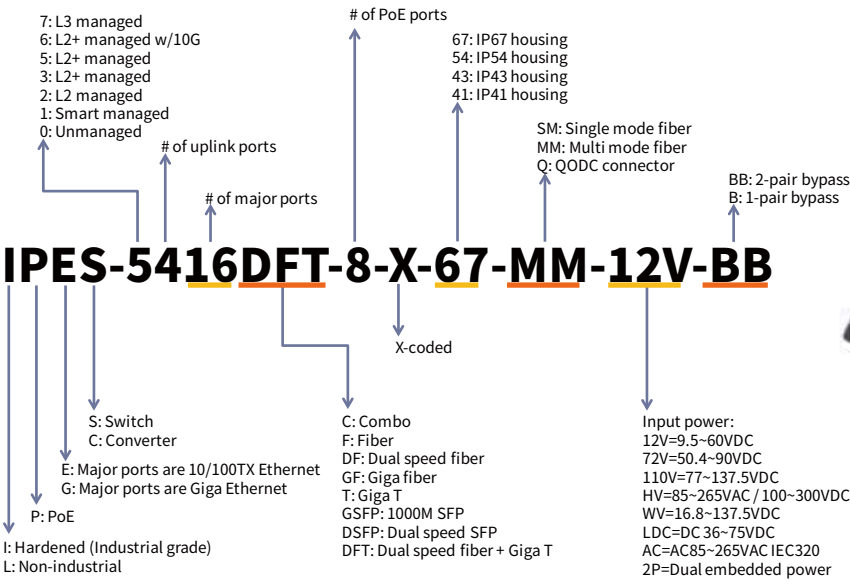 7: L3 managed
6: L2+ managed w/10G
5: L2+ managed
3: L2+ managed
2: L2 managed
1: Smart managed
0: Unmanaged
# of uplink ports
# of major ports
# of PoE ports
67: IP67 housing
54: IP54 housing
43: IP43 housing
41: IP41 housing
SM: Single mode fiber
MM: Multi mode fiber
Q: QODC connector
BB: 2-pair bypass
B: 1-pair bypass
IPES-5416DFT-8-X-67-MM-12V-BB
X-coded
S: Switch
C: Converter
E: Major ports are 10/100TX Ethernet
G: Major ports are Giga Ethernet
P: PoE
I: Hardened (Industrial grade)
L: Non-industrial
C: Combo
F: Fiber
DF: Dual speed fiber
GF: Giga fiber
T: Giga T
GSFP: 1000M SFP
DSFP: Dual speed SFP
DFT: Dual speed fiber + Giga T
Input power:
12V=9.5~60VDC
72V=50.4~90VDC
110V=77~137.5VDC
HV=85~265VAC / 100~300VDC
WV=16.8~137.5VDC
LDC=DC 36~75VDC
AC=AC85~265VAC IEC320
2P=Dual embedded power